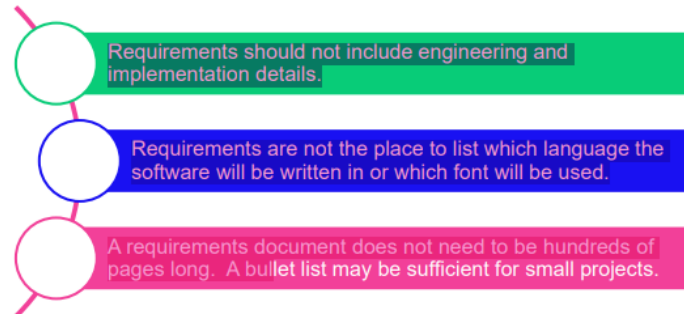 Requirements should not include engineering and
implementation details.
Requirements are not the place to list which language the
software will be written in or which font will be used.
A requirements document does not need to be hundreds of
pages long.  A bullet list may be sufficient for small projects.